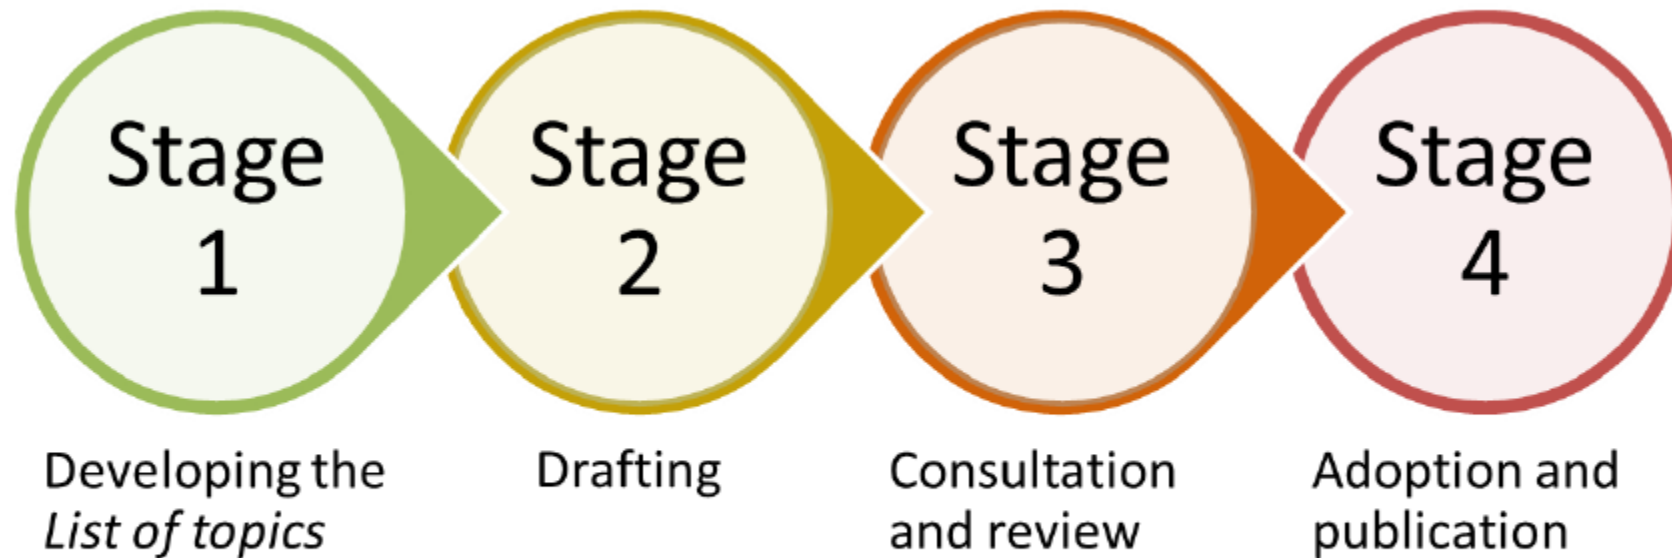 Stage
1
Stage
2
Stage
3
Stage
4
Developing the
List of topics
Drafting
Consultation
and review
Adoption and
publication